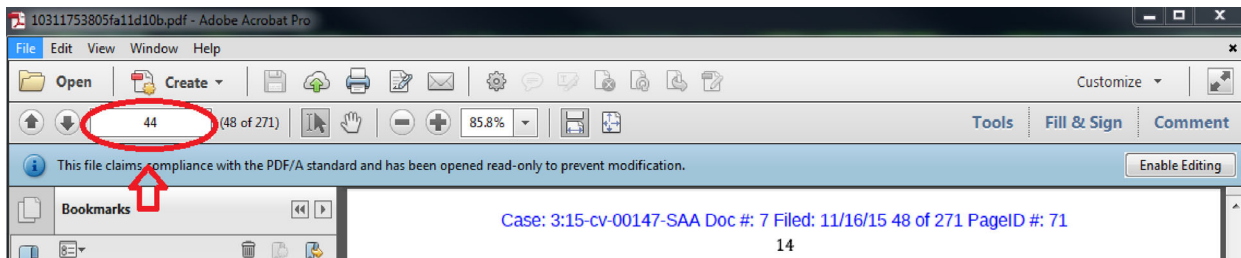 10311753805fa11d10b.pdf - Adobe Acrobat Pro
File Edit View Window Help
Open Create Customize
44 (48 of 271) 85.8% Tools Fill & Sign Comment
This file claims compliance with the PDF/A standard and has been opened read-only to prevent modification. Enable Editing
Bookmarks
Case: 3:15-cv-00147-SAA Doc #: 7 Filed: 11/16/15 48 of 271 PageID #: 71
14